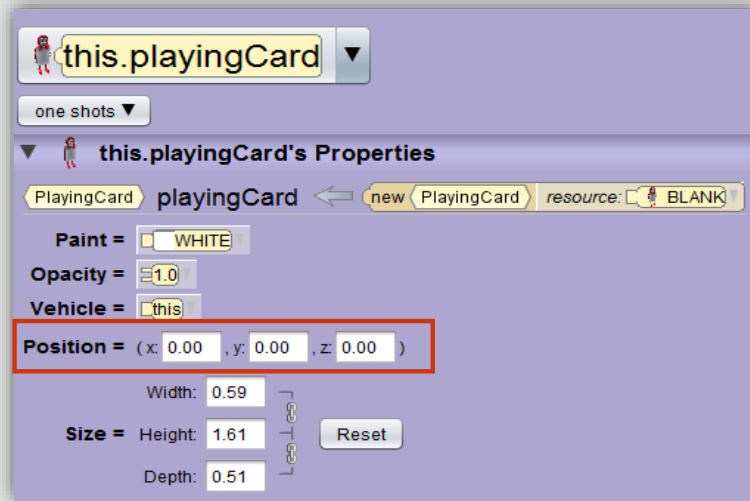 this.playingCard
one shots
this.playingCard's Properties
PlayingCard playingCard new PlayingCard resource: BLANK
Paint = WHITE
Opacity = 1.0
Vehicle = this
Position = ( x: 0.00 , y: 0.00 , z: 0.00 )
Width: 0.59
Size = Height: 1.61 Reset
Depth: 0.51